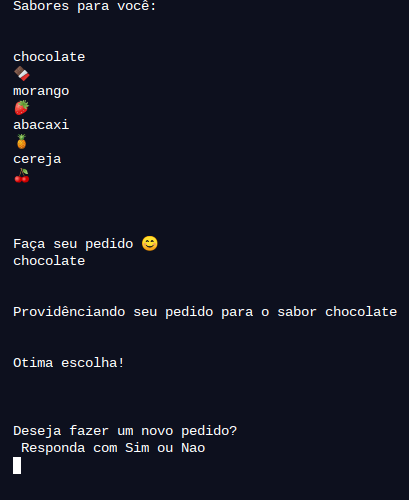 Sabores para você:
chocolate
🍫
morango
🍓
abacaxi
🍍
cereja
🍒
Faça seu pedido 😊
chocolate
Providênciando seu pedido para o sabor chocolate
Otima escolha!
Deseja fazer um novo pedido?
Responda com Sim ou Nao